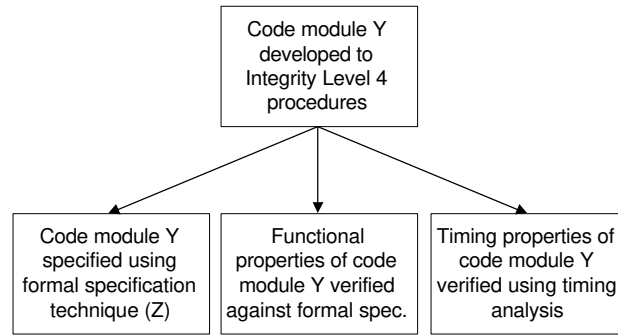 Code module Y
developed to
Integrity Level 4
procedures
Code module Y
specified using
formal specification
technique (Z)
Functional
properties of code
module Y verified
against formal spec.
Timing properties of
code module Y
verified using timing
analysis